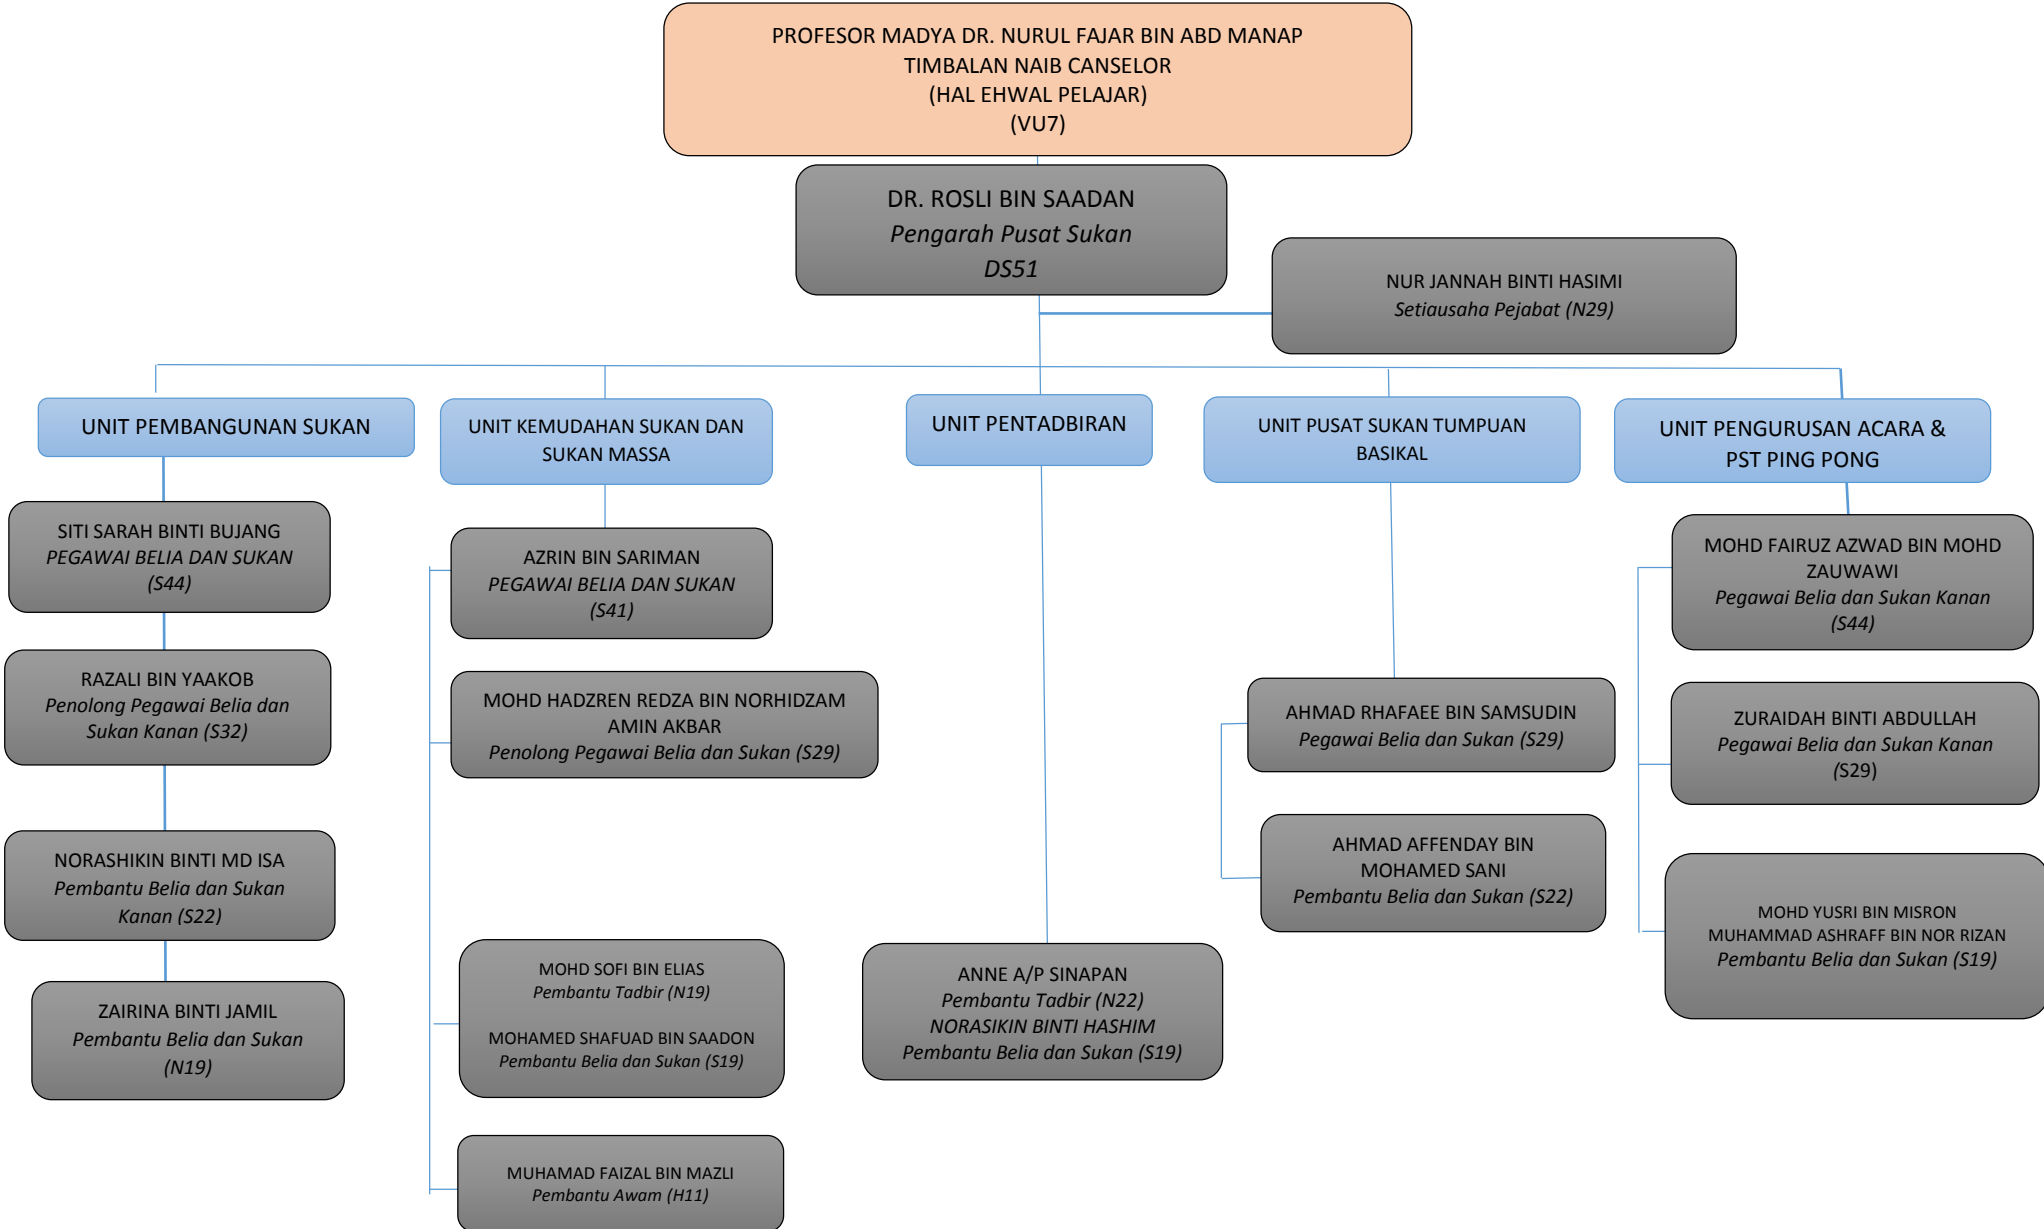 PROFESOR MADYA DR. NURUL FAJAR BIN ABD MANAP
TIMBALAN NAIB CANSELOR
(HAL EHWAL PELAJAR)
(VU7)
DR. ROSLI BIN SAADAN
Pengarah Pusat Sukan
DS51
NUR JANNAH BINTI HASIMI
Setiausaha Pejabat (N29)
UNIT PEMBANGUNAN SUKAN
SITI SARAH BINTI BUJANG
PEGAWAI BELIA DAN SUKAN
(S44)
RAZALI BIN YAAKOB
Penolong Pegawai Belia dan
Sukan Kanan (S32)
NORASHIKIN BINTI MD ISA
Pembantu Belia dan Sukan
Kanan (S22)
ZAIRINA BINTI JAMIL
Pembantu Belia dan Sukan
(N19)
UNIT KEMUDAHAN SUKAN DAN
SUKAN MASSA
AZRIN BIN SARIMAN
PEGAWAI BELIA DAN SUKAN
(S41)
MOHD HADZREN REDZA BIN NORHIDZAM
AMIN AKBAR
Penolong Pegawai Belia dan Sukan (S29)
MOHD SOFI BIN ELIAS
Pembantu Tadbir (N19)
MOHAMED SHAFUAD BIN SAADON
Pembantu Belia dan Sukan (S19)
MUHAMAD FAIZAL BIN MAZLI
Pembantu Awam (H11)
UNIT PENTADBIRAN
ANNE A/P SINAPAN
Pembantu Tadbir (N22)
NORASIKIN BINTI HASHIM
Pembantu Belia dan Sukan (S19)
UNIT PUSAT SUKAN TUMPUAN
BASIKAL
AHMAD RHAFAEE BIN SAMSUDIN
Pegawai Belia dan Sukan (S29)
AHMAD AFFENDAY BIN
MOHAMED SANI
Pembantu Belia dan Sukan (S22)
UNIT PENGURUSAN ACARA &
PST PING PONG
MOHD FAIRUZ AZWAD BIN MOHD
ZAUWAWI
Pegawai Belia dan Sukan Kanan
(S44)
ZURAIDAH BINTI ABDULLAH
Pegawai Belia dan Sukan Kanan
(S29)
MOHD YUSRI BIN MISRON
MUHAMMAD ASHRAFF BIN NOR RIZAN
Pembantu Belia dan Sukan (S19)